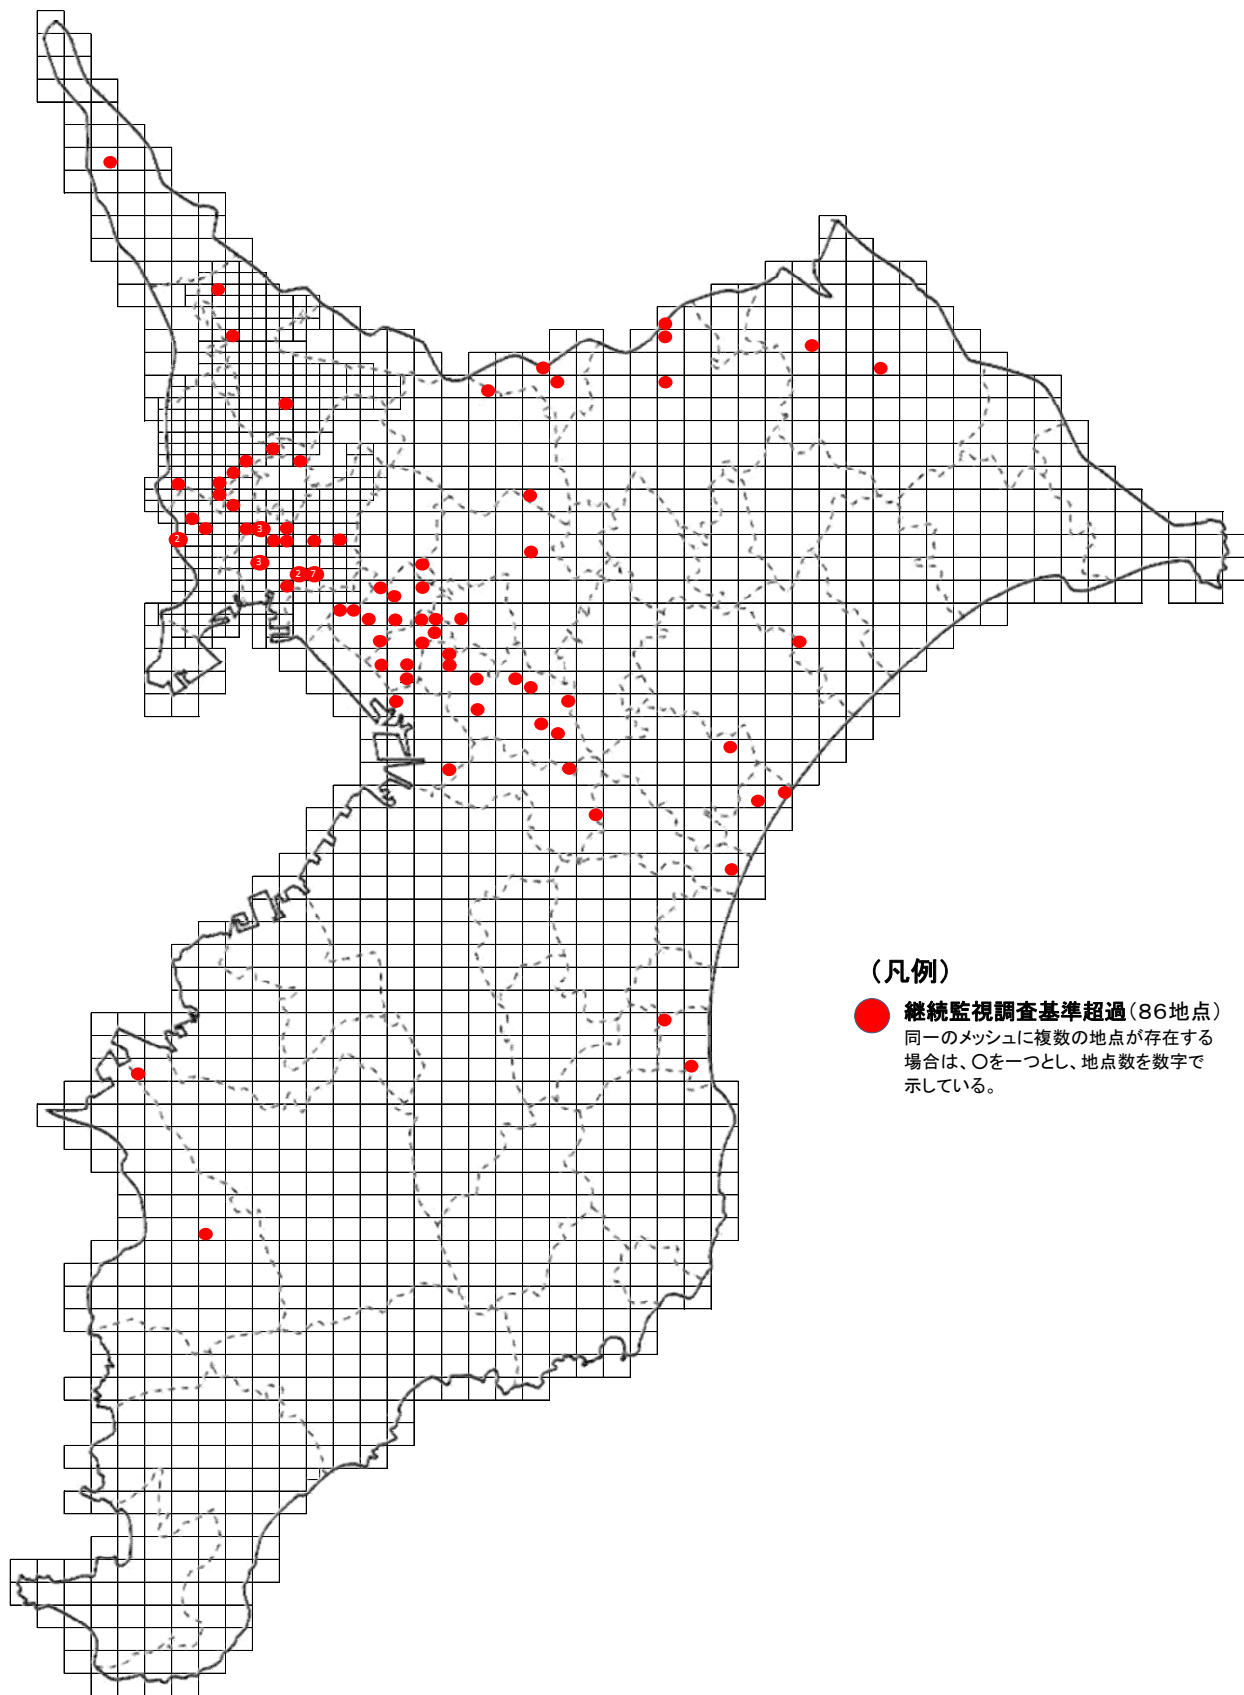 3
2
3
2 7
(凡例)
継続監視調査基準超過(86地点)
同一のメッシュに複数の地点が存在する
場合は、〇を一つとし、地点数を数字で
示している。